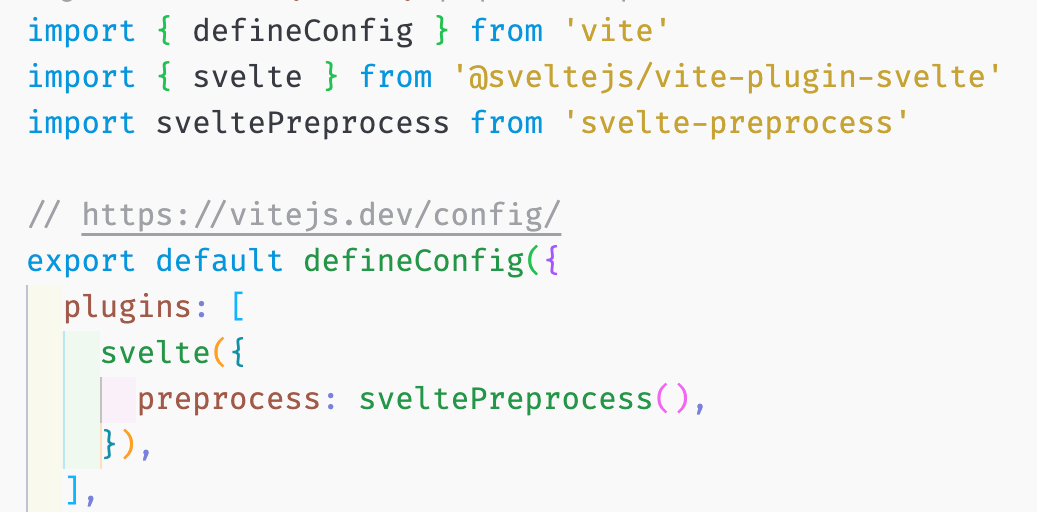 import { defineConfig } from 'vite'
import { svelte } from '@sveltejs/vite-plugin-svelte'
import sveltePreprocess from 'svelte-preprocess'
// https://vitejs.dev/config/
export default defineConfig({
  plugins: [
    svelte({
      preprocess: sveltePreprocess(),
    }),
  ],